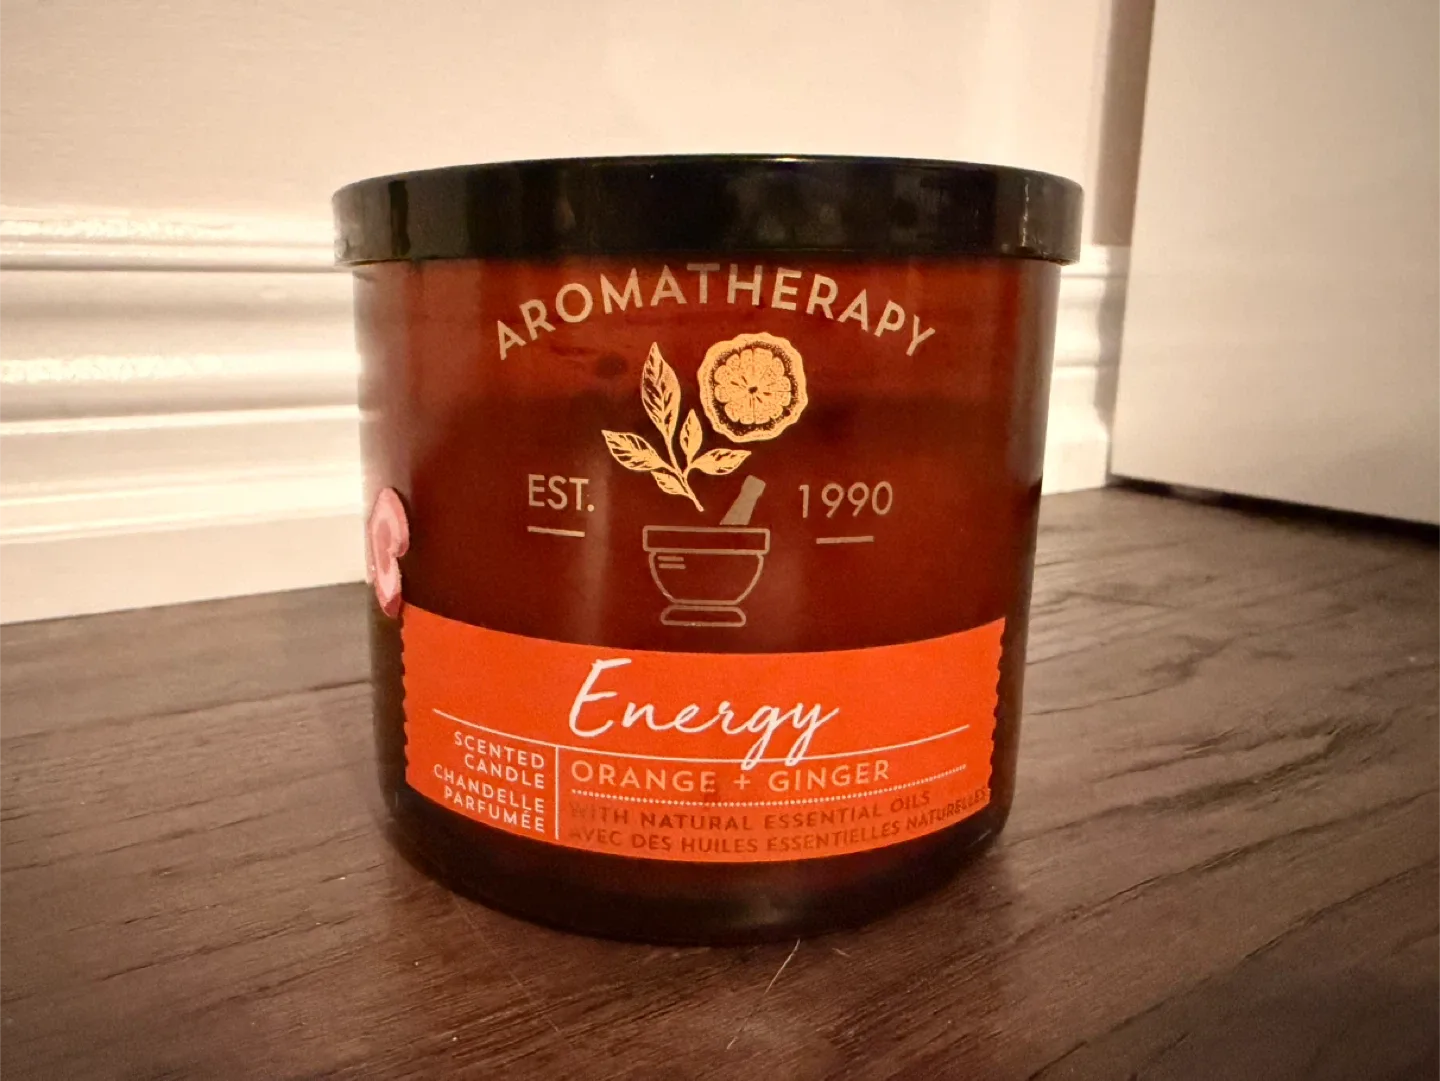 AROMATHERAPY
EST. 1990
Energy
SCENTED
CANDLE
CHANDELLE
PARFUMÉE
ORANGE + GINGER
WITH NATURAL ESSENTIAL OILS
AVEC DES HUILES ESSENTIELLES NATURELLES